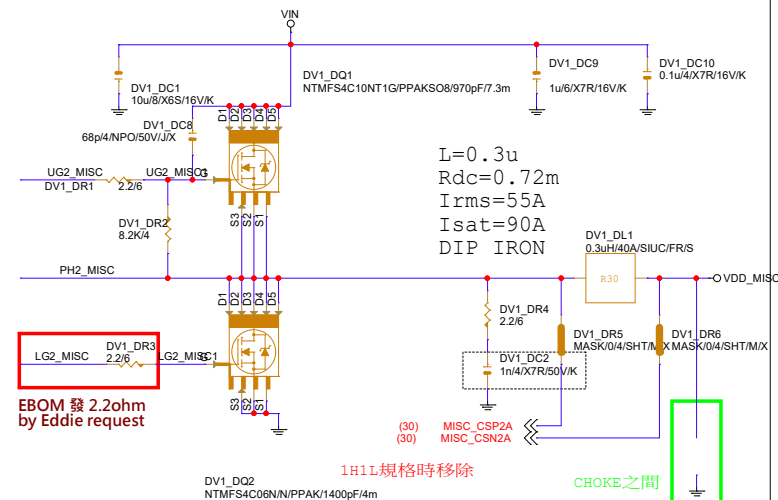 VIN
DV1_DC1
10u/8/X6S/16V/K
DV1_DQ1
NTMFS4C10NT1G/PPAKSO8/970pF/7.3m
DV1_DC9
1u/6/X7R/16V/K
DV1_DC10
0.1u/4/X7R/16V/K
DV1_DC8
68p/4/NPO/50V/J/X
D1
D2
D3
D4
D5
UG2_MISC
DV1_DR1
2.2/6
UG2_MISC1
G
S3
S2
S1
DV1_DR2
8.2K/4
L=0.3u
Rdc=0.72m
Irms=55A
Isat=90A
DIP IRON
DV1_DL1
0.3uH/40A/SIUC/FR/S
R30
PH2_MISC
VDD_MISC
D1
D2
D3
D4
D5
DV1_DR4
2.2/6
DV1_DR5
MASK/0/4/SHT/M/X
DV1_DR6
MASK/0/4/SHT/M/X
DV1_DC2
1n/4/X7R/50V/K
LG2_MISC
DV1_DR3
2.2/6
LG2_MISC1
G
S3
S2
S1
EBOM 發 2.2ohm
by Eddie request
(30) MISC_CSP2A
(30) MISC_CSN2A
1H1L規格時移除
CHOKE之間
DV1_DQ2
NTMFS4C06N/N/PPAK/1400pF/4m